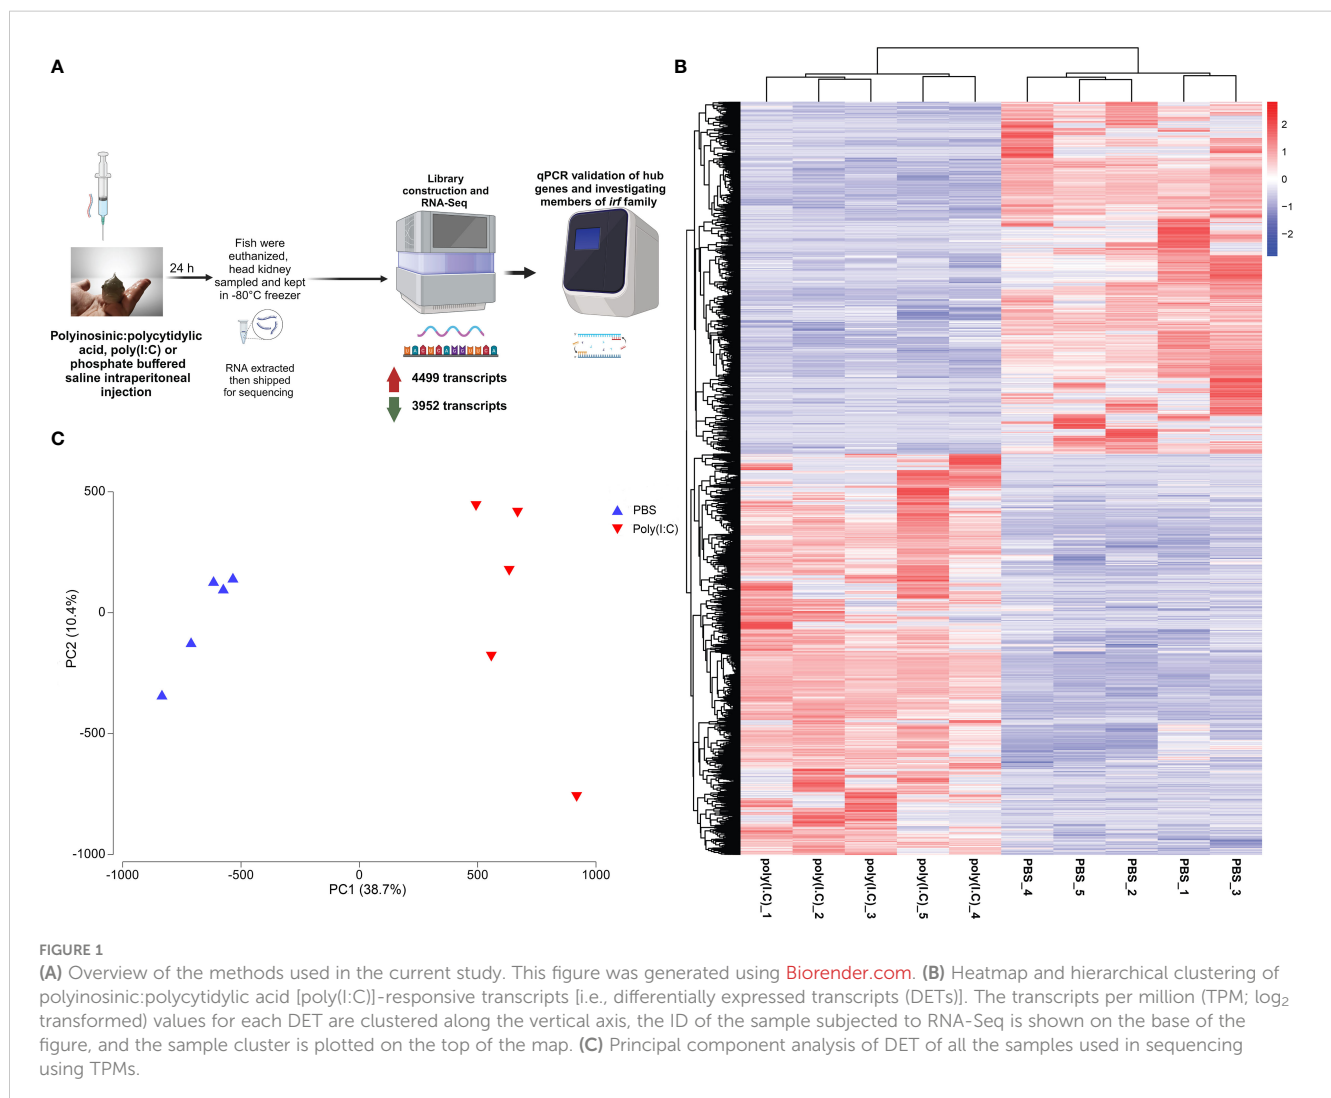 A
Library
construction and
RNA-Seq
qPCR validation of hub
genes and investigating
members of irf family
24 h
Fish were
euthanized,
head kidney
sampled and kept
in -80°C freezer
Polyinosinic:polycytidylic
acid, poly(I:C) or
phosphate buffered
saline intraperitoneal
injection
RNA extracted
then shipped
for sequencing
4499 transcripts
3952 transcripts
B
2
1
0
−1
−2
poly(I.C)_1
poly(I.C)_2
poly(I.C)_3
poly(I.C)_5
poly(I.C)_4
PBS_4
PBS_5
PBS_2
PBS_1
PBS_3
C
500
0
-500
-1000
PC2 (10.4%)
-1000
-500
0
500
1000
PC1 (38.7%)
PBS
Poly(I:C)
FIGURE 1
(A) Overview of the methods used in the current study. This figure was generated using Biorender.com. (B) Heatmap and hierarchical clustering of
polyinosinic:polycytidylic acid [poly(I:C)]-responsive transcripts [i.e., differentially expressed transcripts (DETs)]. The transcripts per million (TPM; log₂
transformed) values for each DET are clustered along the vertical axis, the ID of the sample subjected to RNA-Seq is shown on the base of the
figure, and the sample cluster is plotted on the top of the map. (C) Principal component analysis of DET of all the samples used in sequencing
using TPMs.